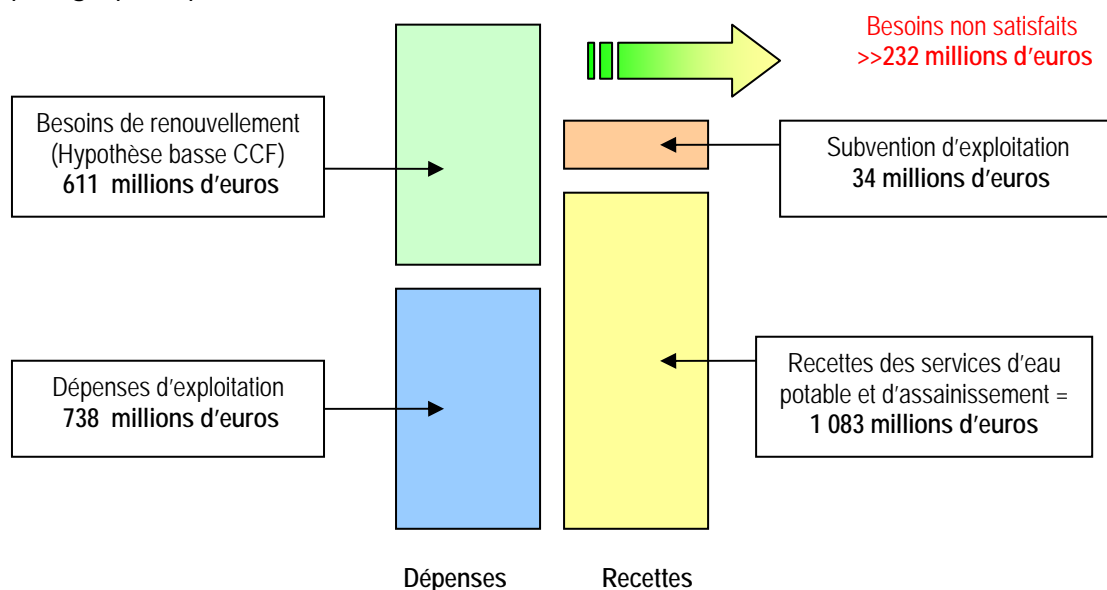 Besoins non satisfaits
>>232 millions d'euros
Besoins de renouvellement
(Hypothèse basse CCF)
611 millions d'euros
Subvention d'exploitation
34 millions d'euros
Dépenses d'exploitation
738 millions d'euros
Recettes des services d'eau
potable et d'assainissement =
1 083 millions d'euros
Dépenses
Recettes